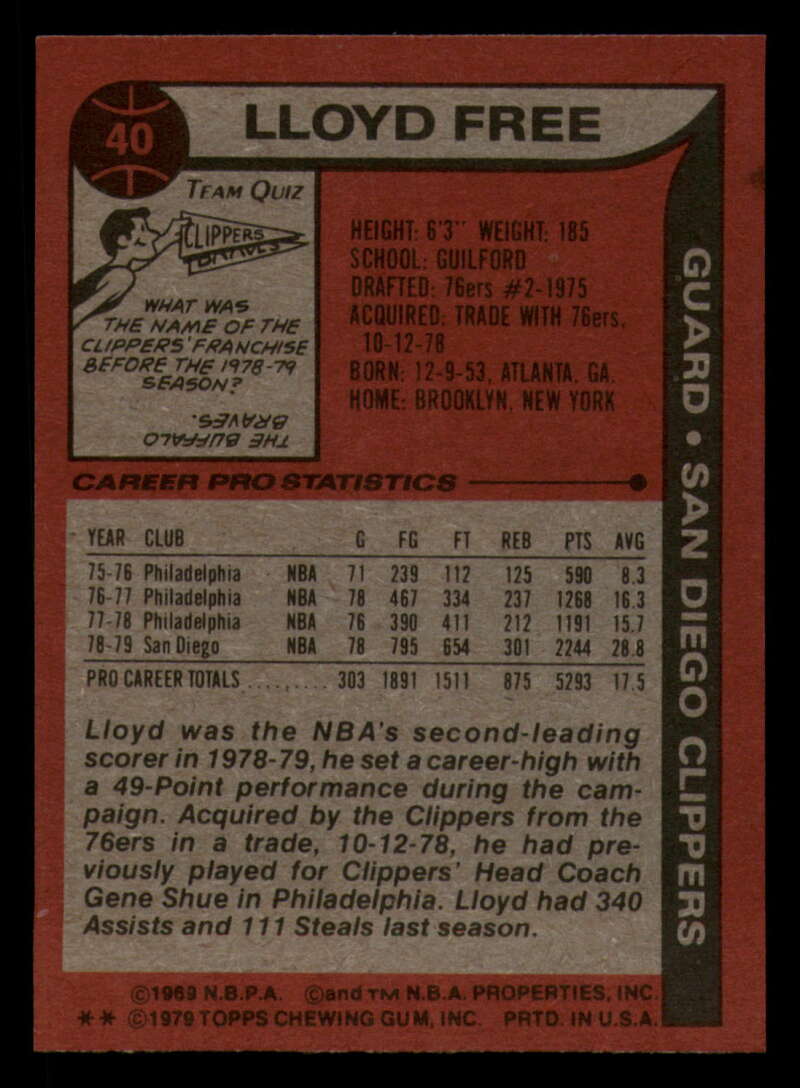 40
LLOYD FREE
TEAM QUIZ
CLIPPERS
BRAVES
WHAT WAS
THE NAME OF THE
CLIPPERS' FRANCHISE
BEFORE THE 1978-79
SEASON?
THE BUFFALO
BRAVES.
HEIGHT: 6'3" WEIGHT: 185
SCHOOL: GUILFORD
DRAFTED: 76ers #2-1975
ACQUIRED: TRADE WITH 76ers,
10-12-78
BORN: 12-9-53, ATLANTA, GA.
HOME: BROOKLYN, NEW YORK
GUARD • SAN DIEGO CLIPPERS
CAREER PRO STATISTICS
YEAR CLUB G FG FT REB PTS AVG
75-76 Philadelphia NBA 71 239 112 125 590 8.3
76-77 Philadelphia NBA 78 467 334 237 1268 16.3
77-78 Philadelphia NBA 76 390 411 212 1191 15.7
78-79 San Diego NBA 78 795 654 301 2244 28.8
PRO CAREER TOTALS .......... 303 1891 1511 875 5293 17.5
Lloyd was the NBA's second-leading
scorer in 1978-79, he set a career-high with
a 49-Point performance during the cam-
paign. Acquired by the Clippers from the
76ers in a trade, 10-12-78, he had pre-
viously played for Clippers' Head Coach
Gene Shue in Philadelphia. Lloyd had 340
Assists and 111 Steals last season.
©1969 N.B.P.A. ©and TM N.B.A. PROPERTIES, INC.
** ©1979 TOPPS CHEWING GUM, INC. PRTD. IN U.S.A.